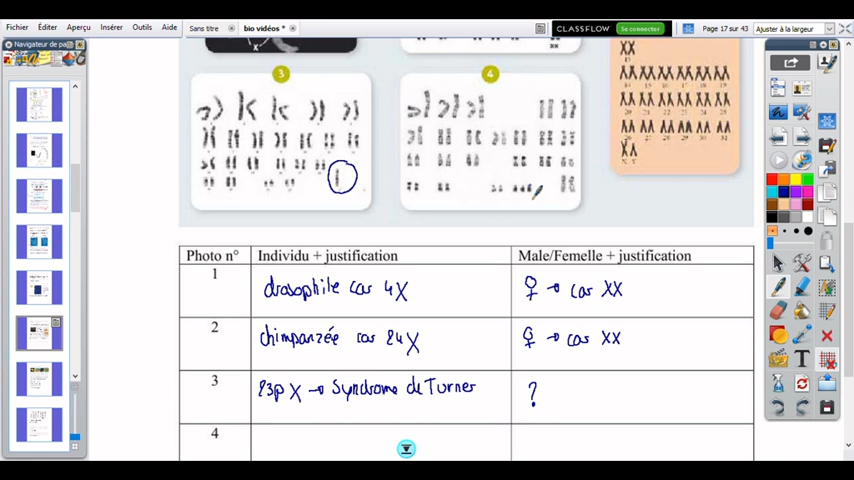 Fichier Édition Aperçu Insérer Outils Aide
Sans titre
bio vidéos *
CLASSFLOW
Se connecter
Page 17 sur 43
Ajuster à la largeur
Navigateur de pa
3
4
X Y
Photo n° Individu + justification Male/Femelle + justification
1 drosophile car 4X ♀ → car XX
2 chimpanzée car 24X ♀ → car XX
3 23p X → Syndrome de Turner ?
4